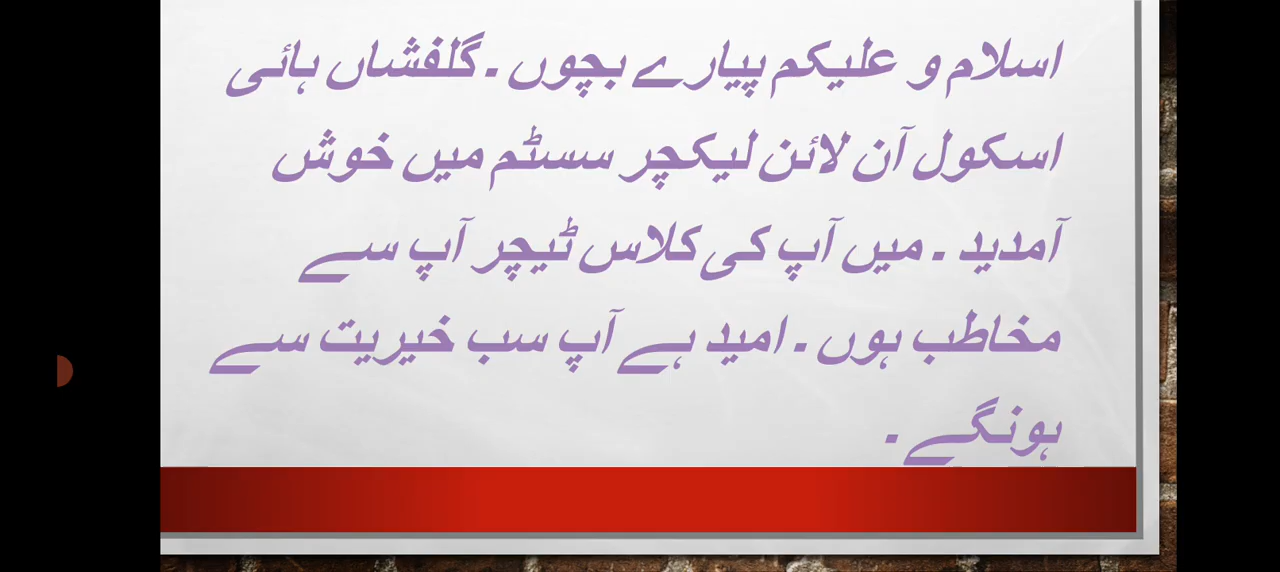 اسلام و علیکم پیارے بچوں ۔گلفشاں ہائی
اسکول آن لائن لیکچر سسٹم میں خوش
آمدید ۔ میں آپ کی کلاس ٹیچر آپ سے
مخاطب ہوں ۔ امید ہے آپ سب خیریت سے
ہونگے ۔